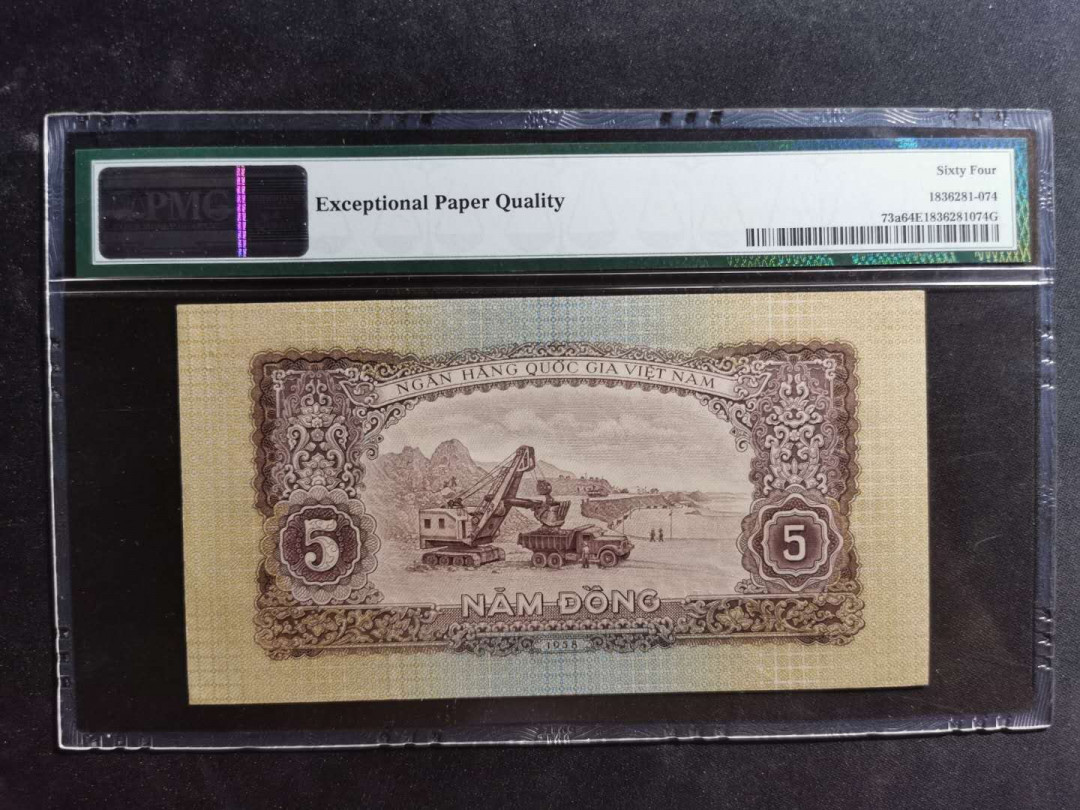 PMG
Exceptional Paper Quality
Sixty Four
1836281-074
73a64E1836281074G
NGÂN HÀNG QUỐC GIA VIỆT NAM
5
5
NĂM ĐỒNG
1958